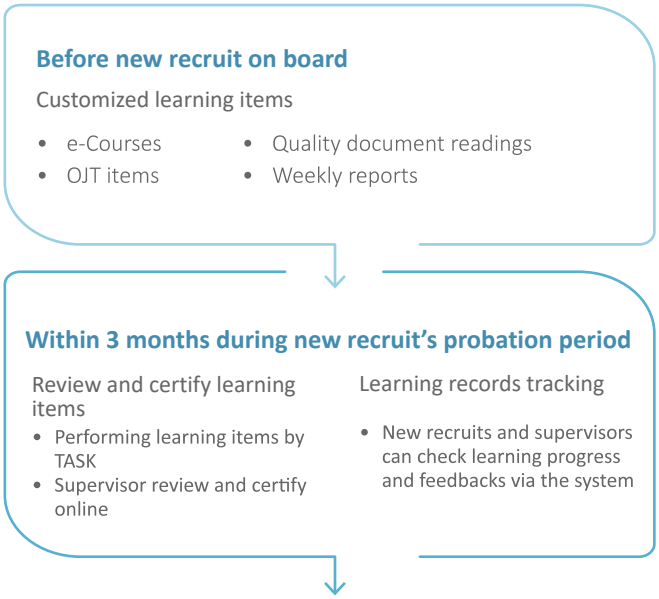 Before new recruit on board
Customized learning items
• e-Courses
• OJT items
• Quality document readings
• Weekly reports
Within 3 months during new recruit’s probation period
Review and certify learning
items
• Performing learning items by
TASK
• Supervisor review and certify
online
Learning records tracking
• New recruits and supervisors
can check learning progress
and feedbacks via the system